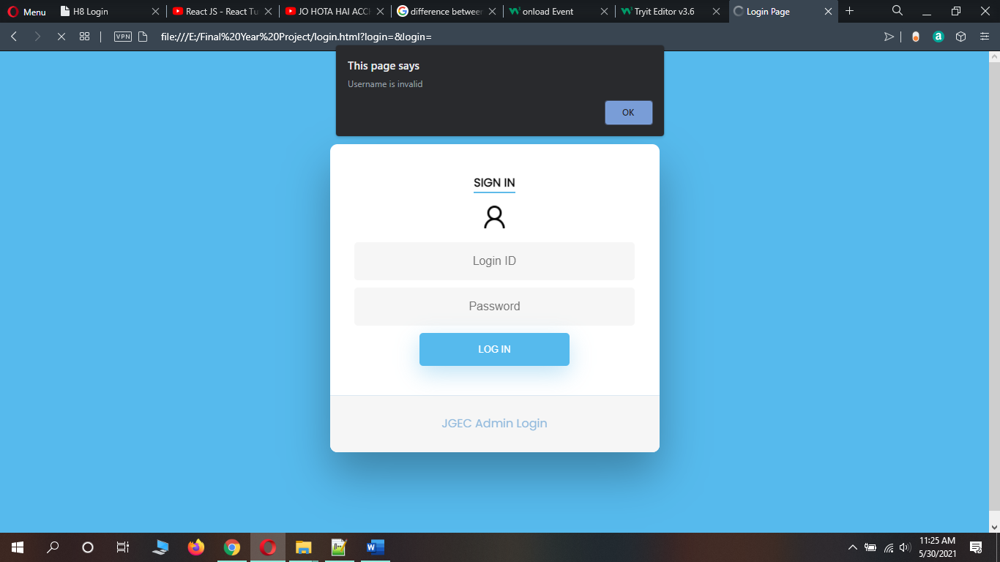 Menu
H8 Login
React JS - React Tu
JO HOTA HAI ACCH
difference between
onload Event
Tryit Editor v3.6
Login Page
VPN
file:///E:/Final%20Year%20Project/login.html?login=&login=
a
This page says
Username is invalid
OK
SIGN IN
Login ID
Password
LOG IN
JGEC Admin Login
11:25 AM
5/30/2021